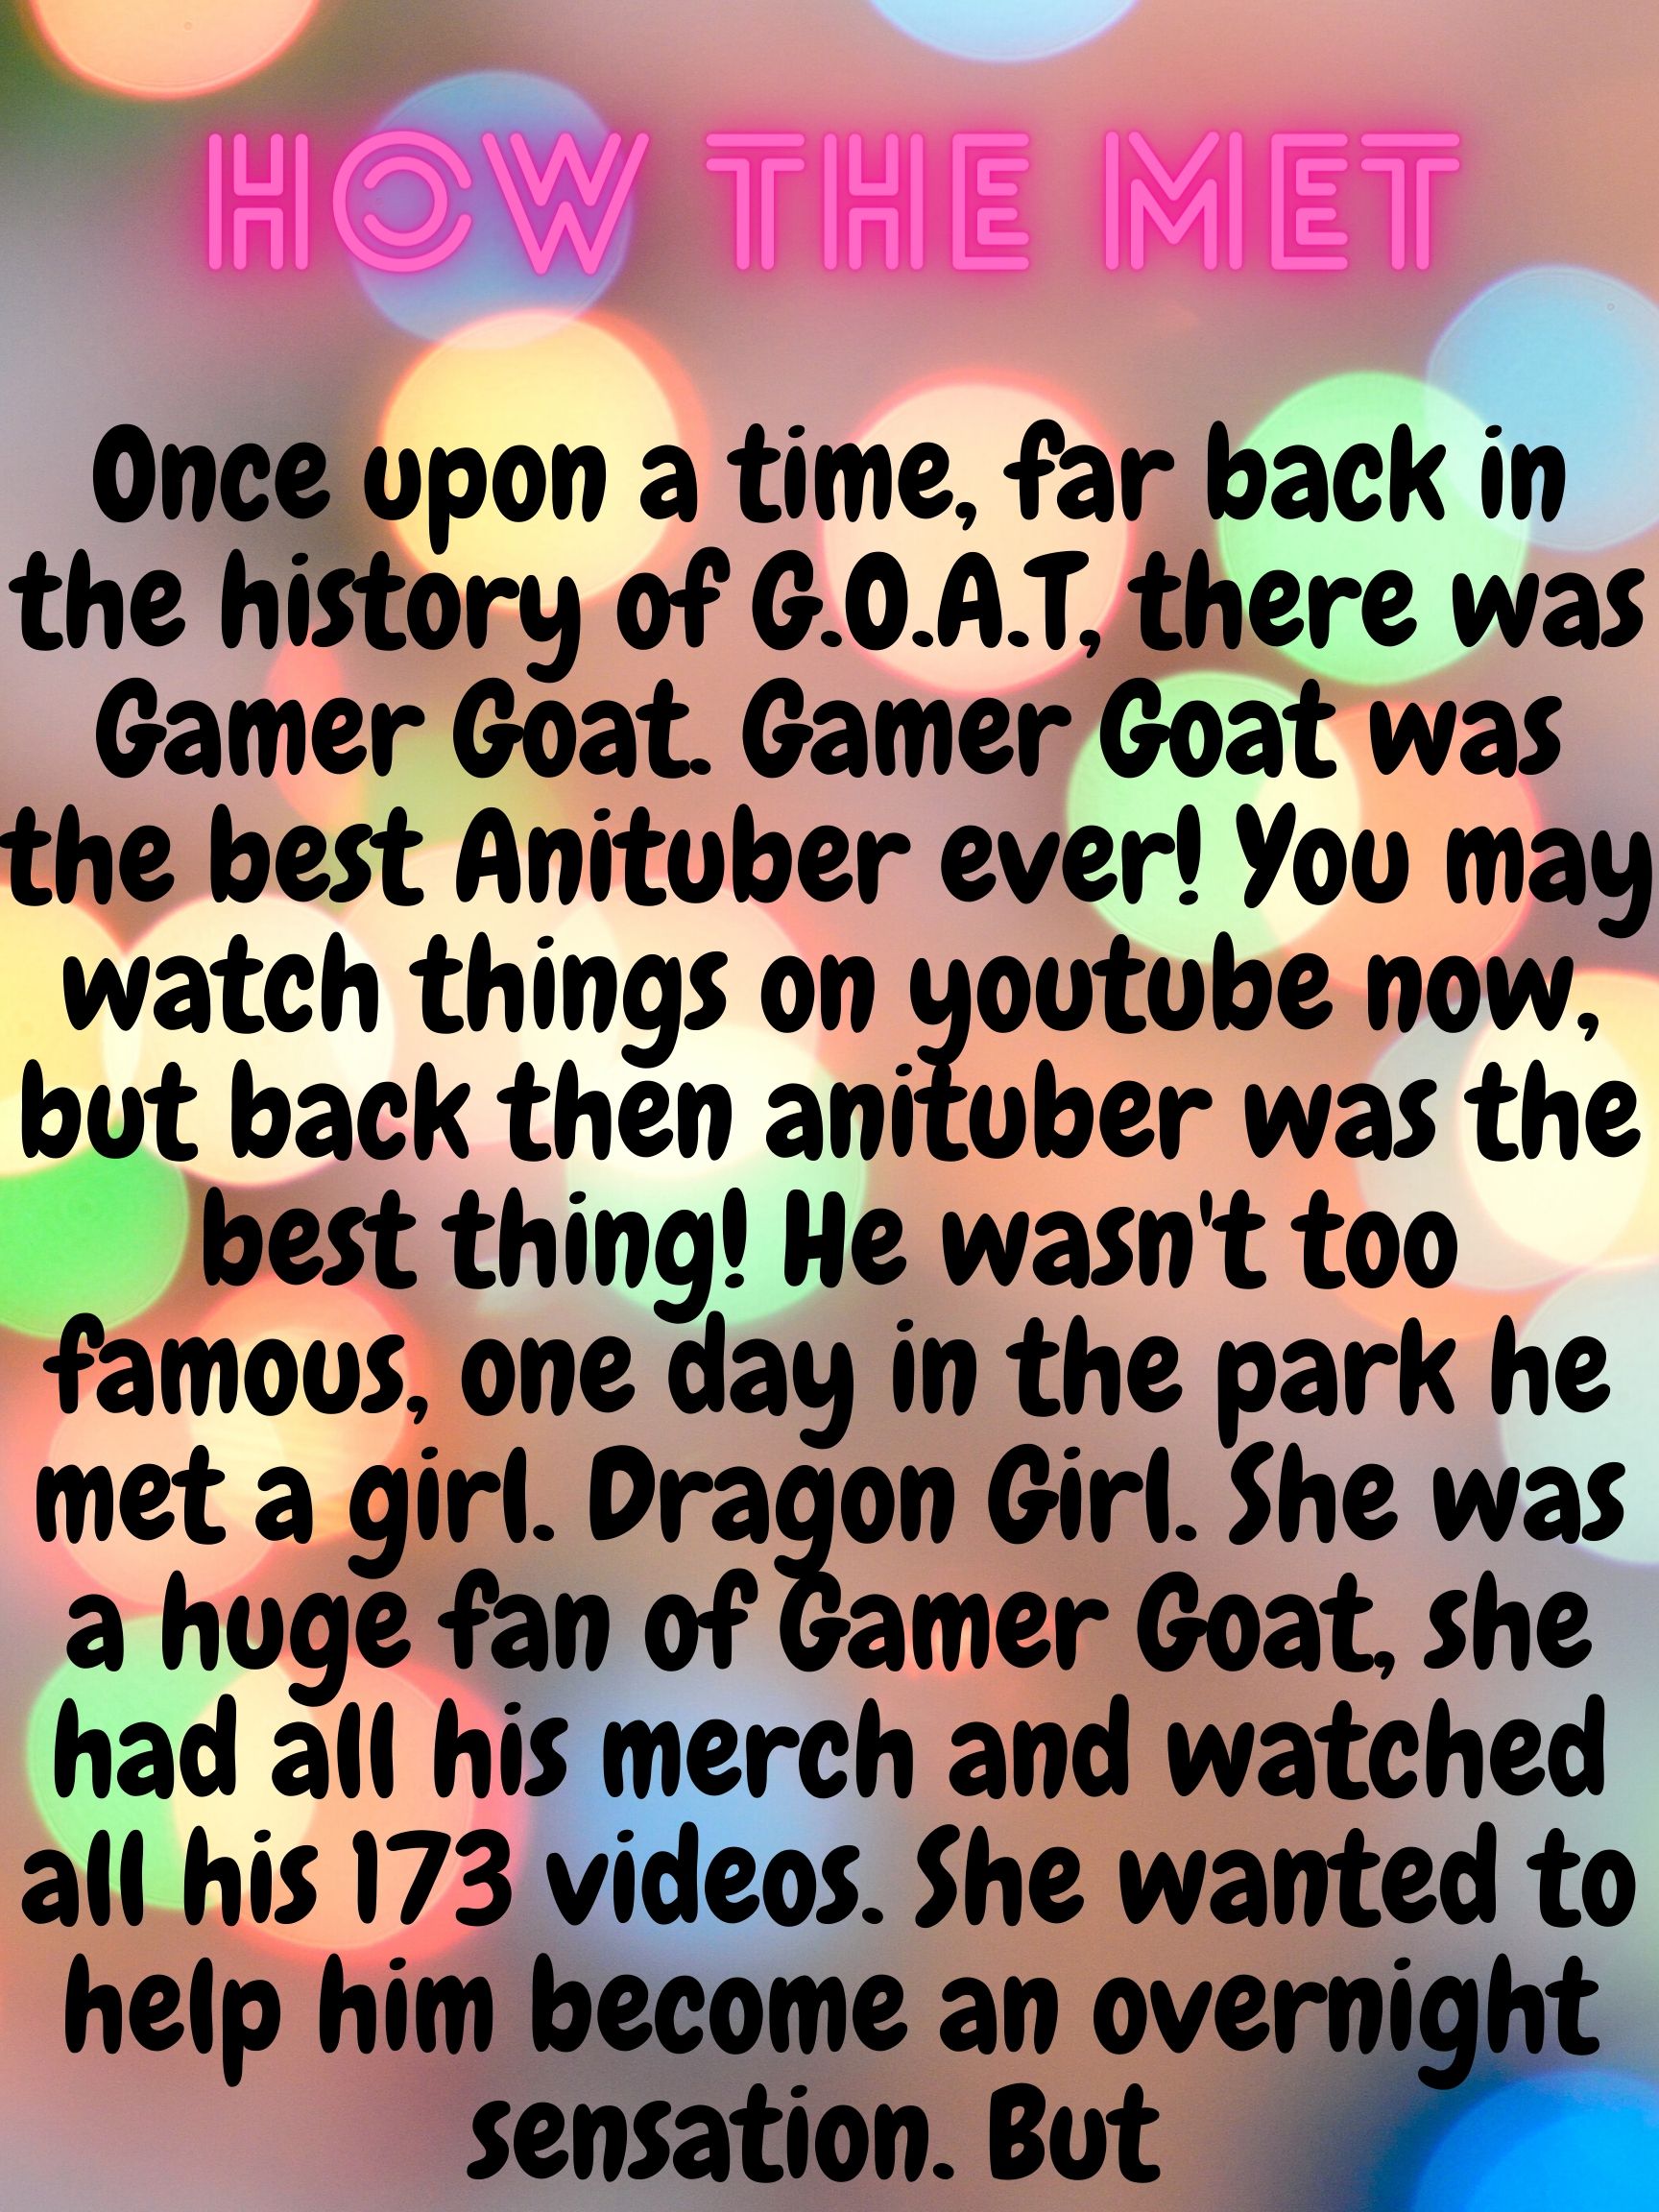 HOW THE MET
Once upon a time, far back in
the history of G.O.A.T, there was
Gamer Goat. Gamer Goat was
the best Anituber ever! You may
watch things on youtube now,
but back then anituber was the
best thing! He wasn't too
famous, one day in the park he
met a girl. Dragon Girl. She was
a huge fan of Gamer Goat, she
had all his merch and watched
all his 173 videos. She wanted to
help him become an overnight
sensation. But